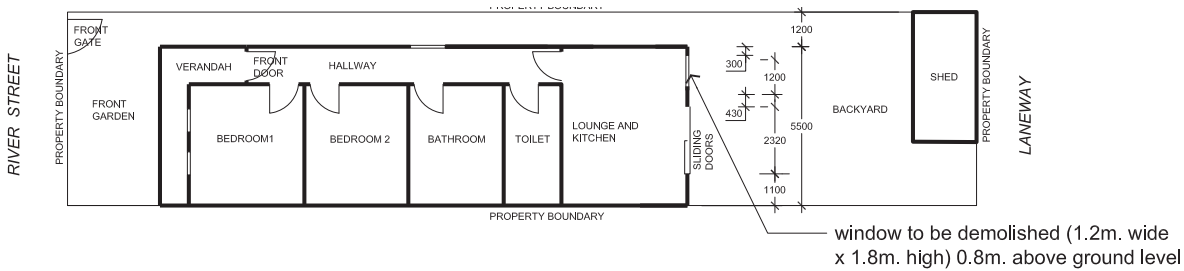 PROPERTY BOUNDARY
FRONT
GATE
RIVER STREET
PROPERTY BOUNDARY
FRONT
GARDEN
VERANDAH
FRONT
DOOR
HALLWAY
BEDROOM1
BEDROOM 2
BATHROOM
TOILET
LOUNGE AND
KITCHEN
SLIDING
DOORS
300
430
1200
2320
1100
1200
5500
BACKYARD
SHED
PROPERTY BOUNDARY
LANEWAY
PROPERTY BOUNDARY
window to be demolished (1.2m. wide
x 1.8m. high) 0.8m. above ground level